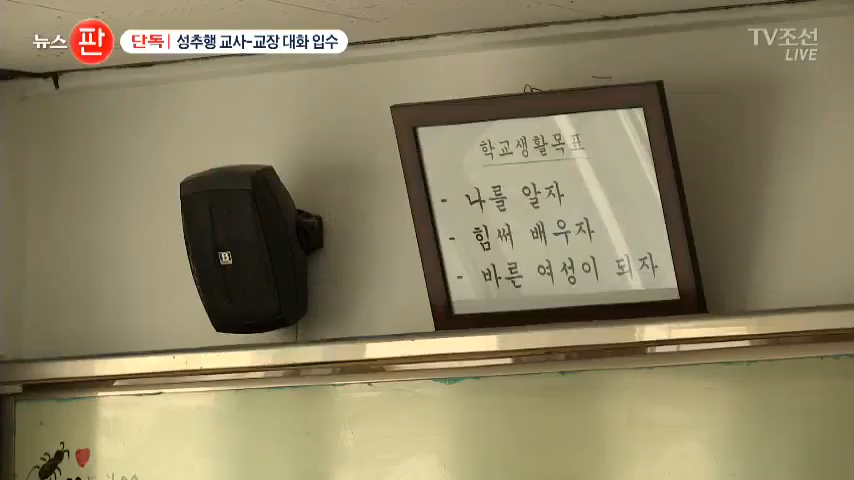 뉴스 판 단독 | 성추행 교사-교장 대화 입수
TV조선
LIVE
학교생활목표
- 나를 알자
- 힘써 배우자
- 바른 여성이 되자
B